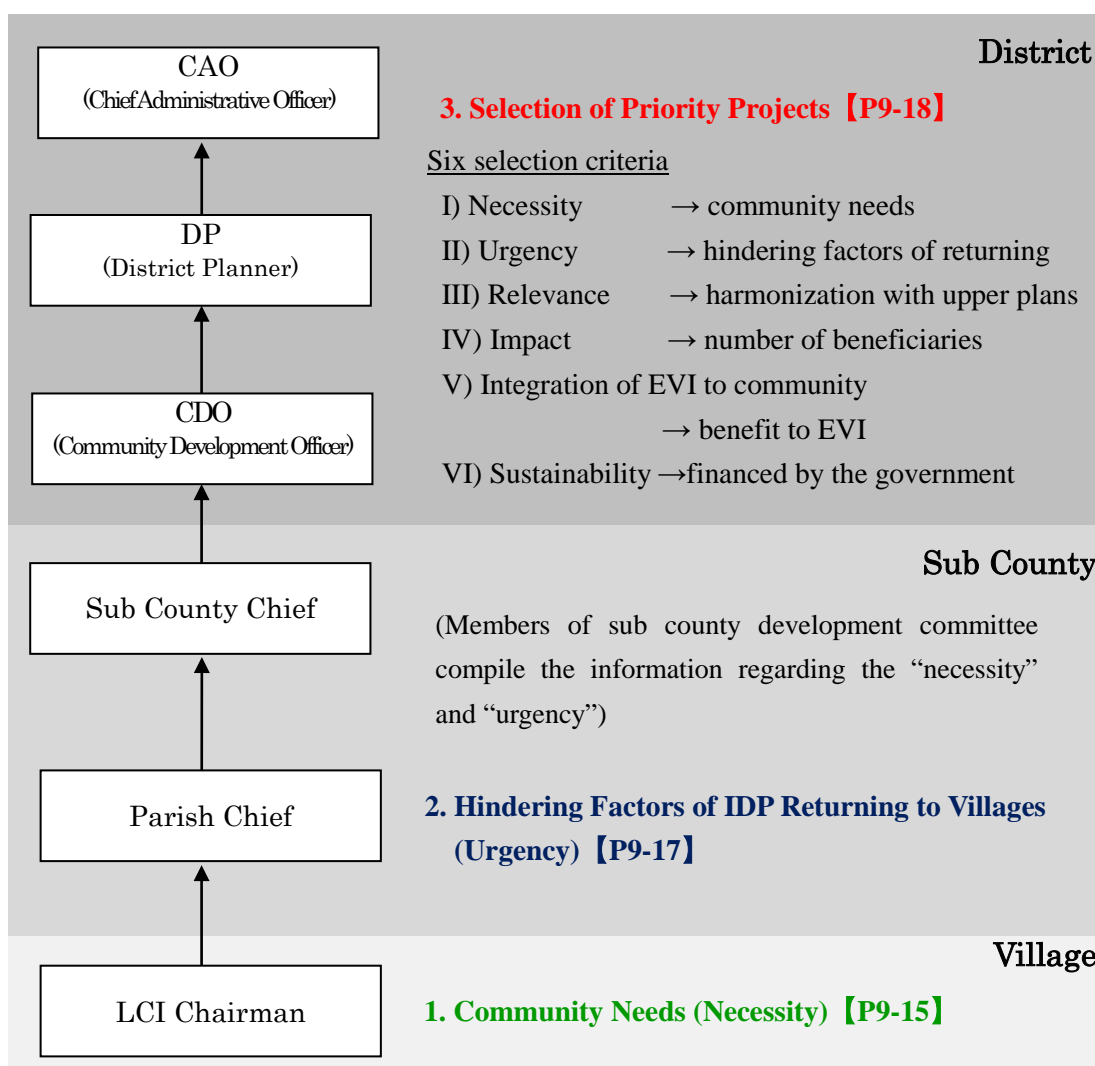 District
CAO
(Chief Administrative Officer)
3. Selection of Priority Projects【P9-18】
Six selection criteria
I) Necessity → community needs
DP
(District Planner)
II) Urgency → hindering factors of returning
III) Relevance → harmonization with upper plans
IV) Impact → number of beneficiaries
V) Integration of EVI to community
→ benefit to EVI
CDO
(Community Development Officer)
VI) Sustainability →financed by the government
Sub County
Sub County Chief
(Members of sub county development committee
compile the information regarding the “necessity”
and “urgency”)
Parish Chief
2. Hindering Factors of IDP Returning to Villages
(Urgency)【P9-17】
Village
LCI Chairman
1. Community Needs (Necessity)【P9-15】